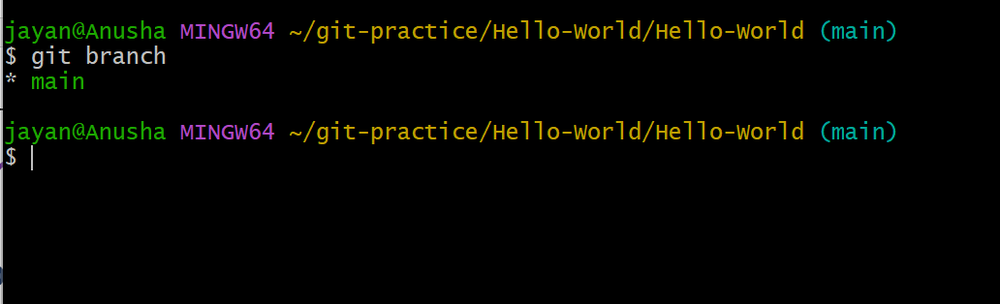 jayan@Anusha MINGW64 ~/git-practice/Hello-World/Hello-World (main)
$ git branch
* main
jayan@Anusha MINGW64 ~/git-practice/Hello-World/Hello-World (main)
$